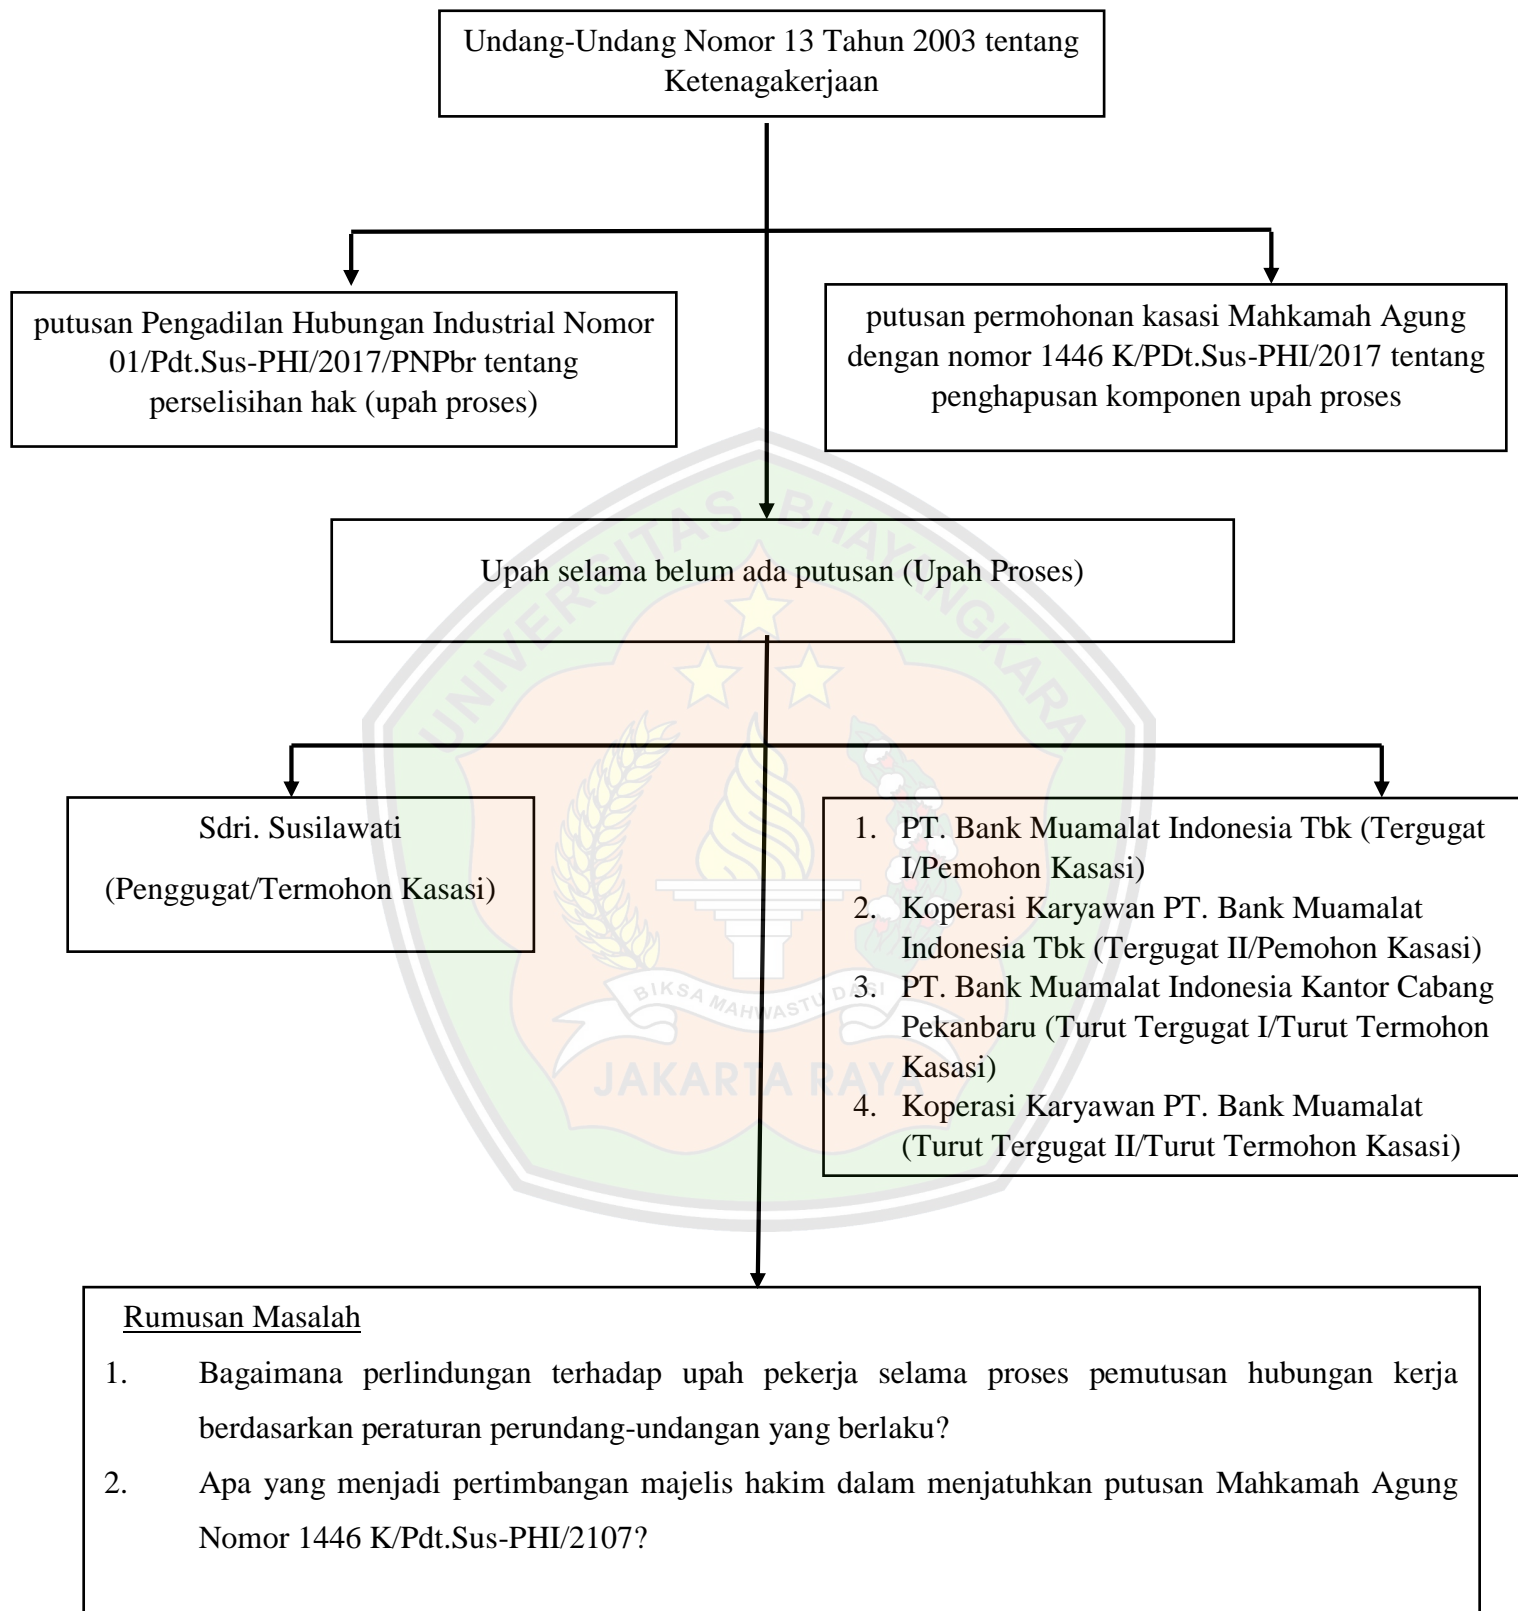 Undang-Undang Nomor 13 Tahun 2003 tentang
Ketenagakerjaan
putusan Pengadilan Hubungan Industrial Nomor
01/Pdt.Sus-PHI/2017/PNPbr tentang
perselisihan hak (upah proses)
putusan permohonan kasasi Mahkamah Agung
dengan nomor 1446 K/PDt.Sus-PHI/2017 tentang
penghapusan komponen upah proses
UNIVERSITAS BHAYANGKARA
Upah selama belum ada putusan (Upah Proses)
Sdri. Susilawati
(Penggugat/Termohon Kasasi)
1. PT. Bank Muamalat Indonesia Tbk (Tergugat
I/Pemohon Kasasi)
2. Koperasi Karyawan PT. Bank Muamalat
Indonesia Tbk (Tergugat II/Pemohon Kasasi)
3. PT. Bank Muamalat Indonesia Kantor Cabang
Pekanbaru (Turut Tergugat I/Turut Termohon
Kasasi)
4. Koperasi Karyawan PT. Bank Muamalat
(Turut Tergugat II/Turut Termohon Kasasi)
BIKSA MAHWASTU DASI
JAKARTA RAYA
Rumusan Masalah
1. Bagaimana perlindungan terhadap upah pekerja selama proses pemutusan hubungan kerja
berdasarkan peraturan perundang-undangan yang berlaku?
2. Apa yang menjadi pertimbangan majelis hakim dalam menjatuhkan putusan Mahkamah Agung
Nomor 1446 K/Pdt.Sus-PHI/2107?